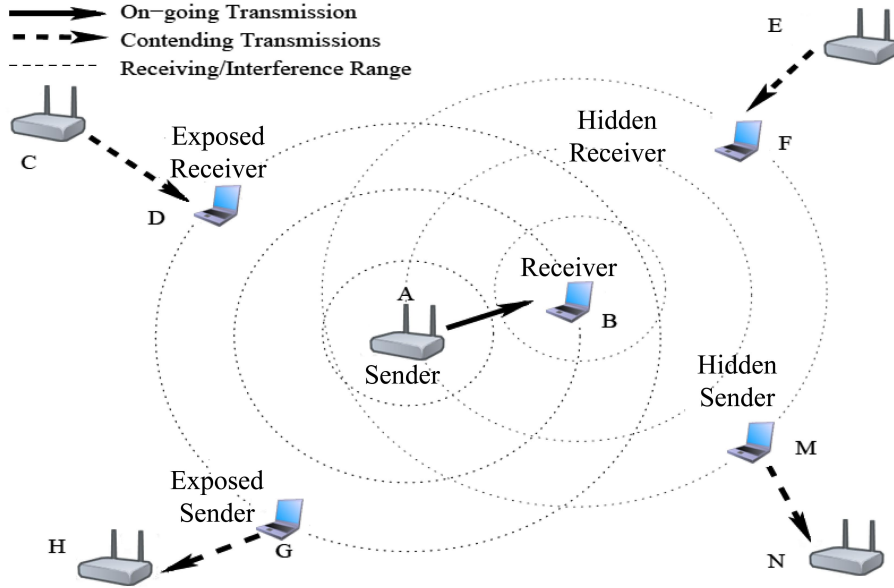 On-going Transmission
Contending Transmissions
Receiving/Interference Range
E
C
Exposed
Receiver
D
Hidden
Receiver
F
A
Sender
Receiver
B
Hidden
Sender
M
Exposed
Sender
G
H
N